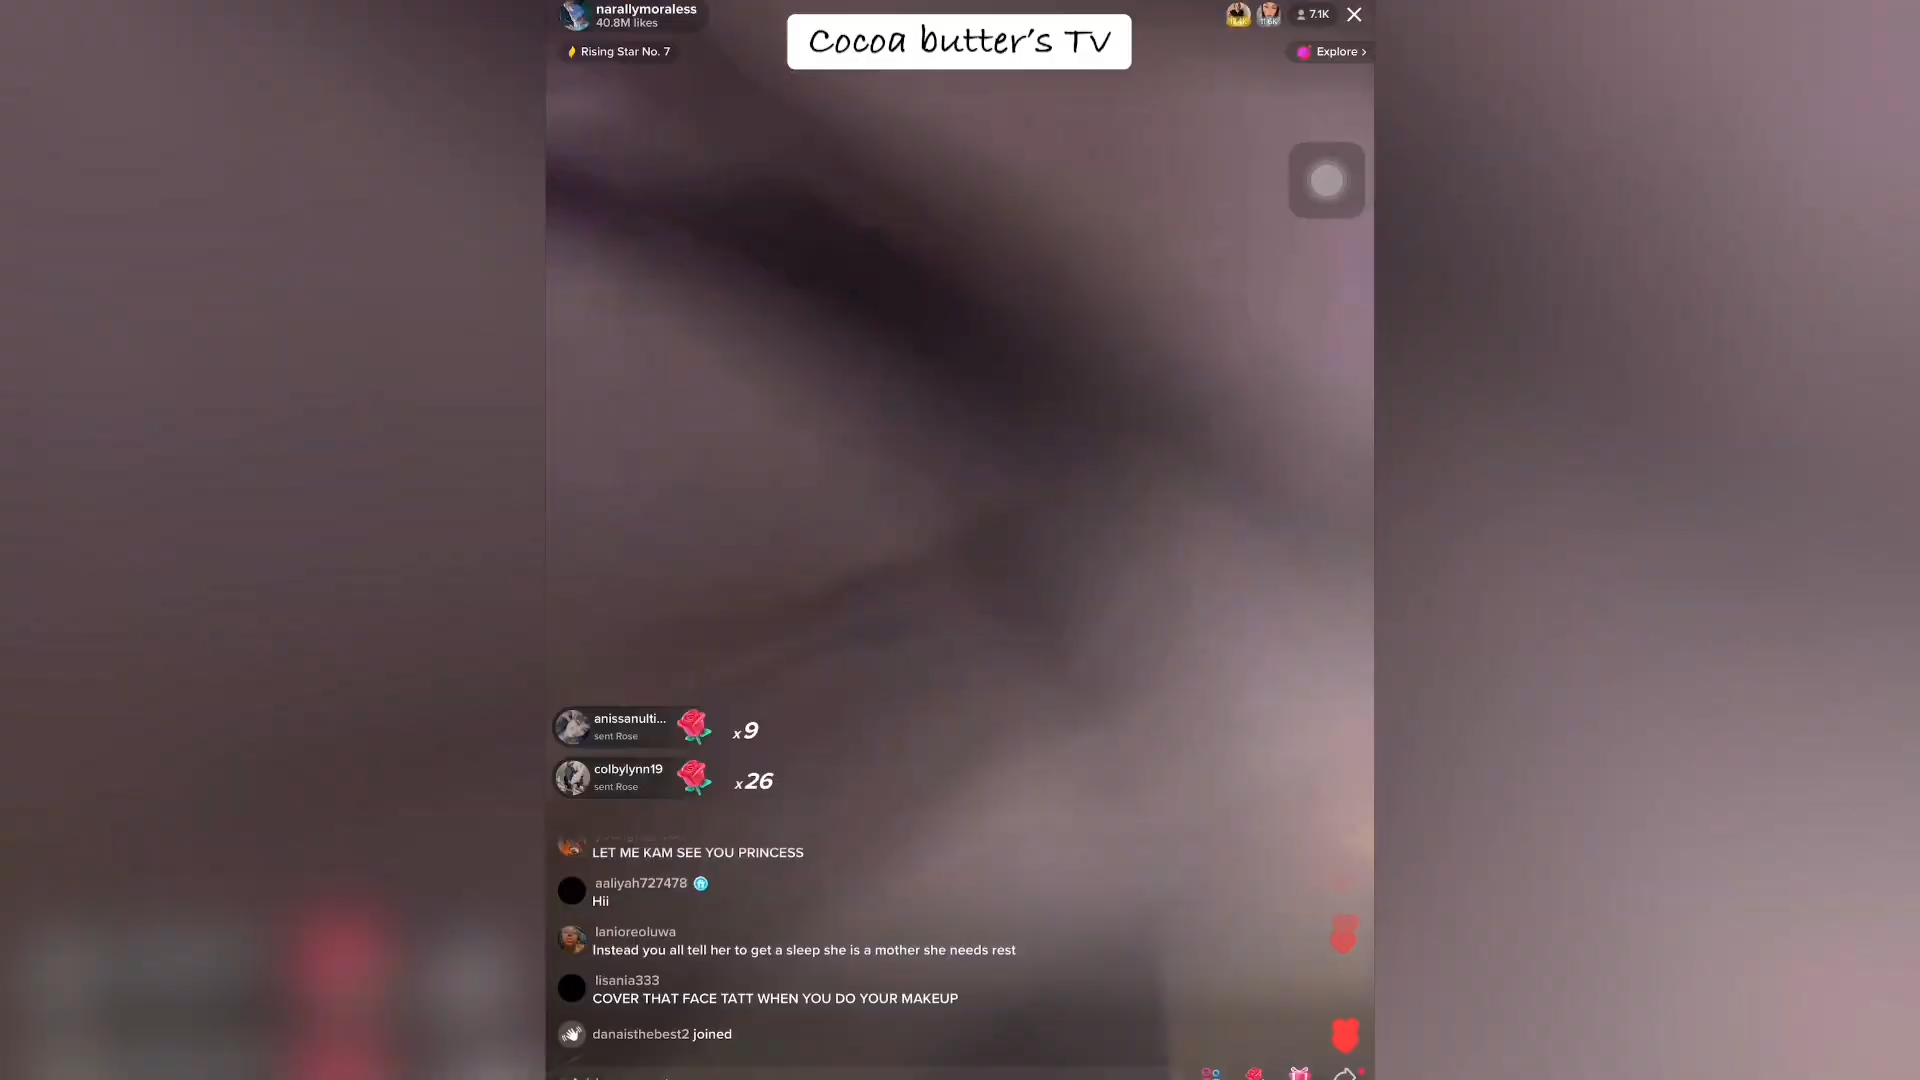 narallymoraless
40.8M likes
7.1K
Rising Star No. 7
Cocoa butter's TV
Explore >
anissanulti...
sent Rose
x9
colbylynn19
sent Rose
x26
LET ME KAM SEE YOU PRINCESS
aaliyah727478
Hii
lanioreoluwa
Instead you all tell her to get a sleep she is a mother she needs rest
lisania333
COVER THAT FACE TATT WHEN YOU DO YOUR MAKEUP
danaisthebest2 joined